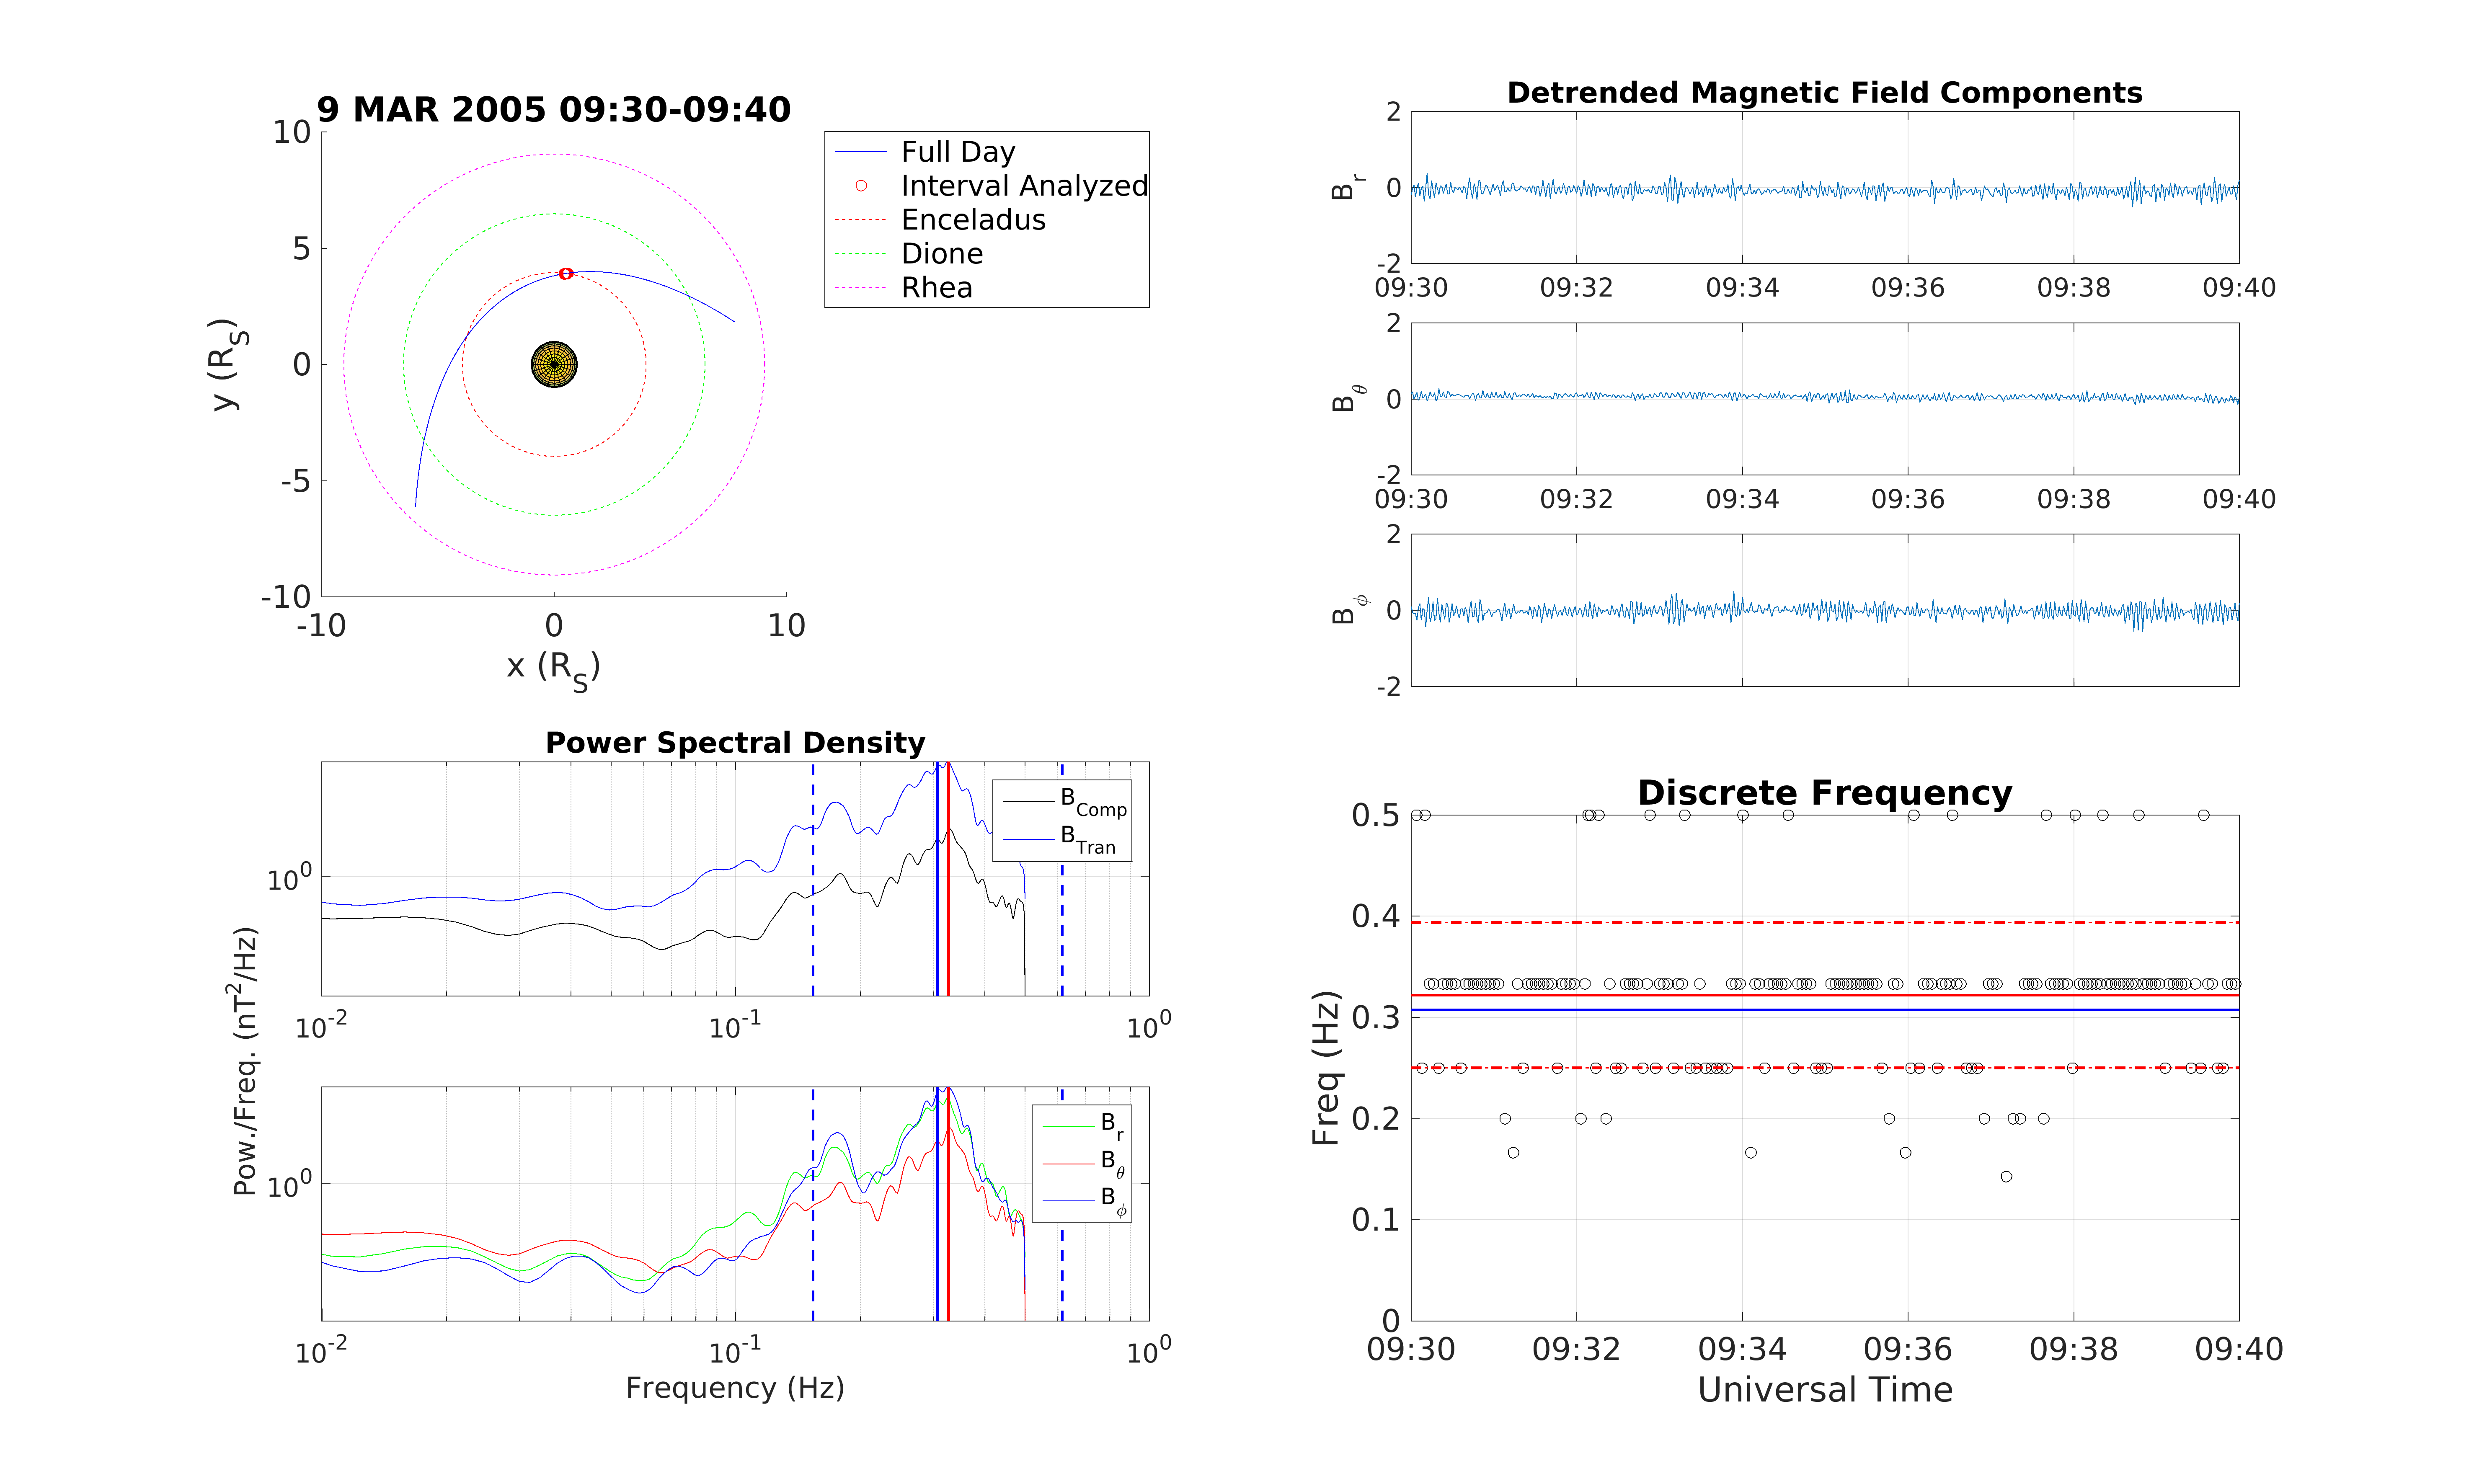 9 MAR 2005 09:30-09:40
10
5
0
-5
-10
-10
0
10
y (R_S)
x (R_S)
Full Day
Interval Analyzed
Enceladus
Dione
Rhea
Detrended Magnetic Field Components
2
0
-2
B_r
09:30
09:32
09:34
09:36
09:38
09:40
2
0
-2
B_θ
09:30
09:32
09:34
09:36
09:38
09:40
2
0
-2
B_ϕ
Power Spectral Density
10^0
B_Comp
B_Tran
10^-2
10^-1
10^0
Pow./Freq. (nT^2/Hz)
10^0
B_r
B_θ
B_ϕ
10^-2
10^-1
10^0
Frequency (Hz)
Discrete Frequency
0.5
0.4
0.3
0.2
0.1
0
Freq (Hz)
09:30
09:32
09:34
09:36
09:38
09:40
Universal Time